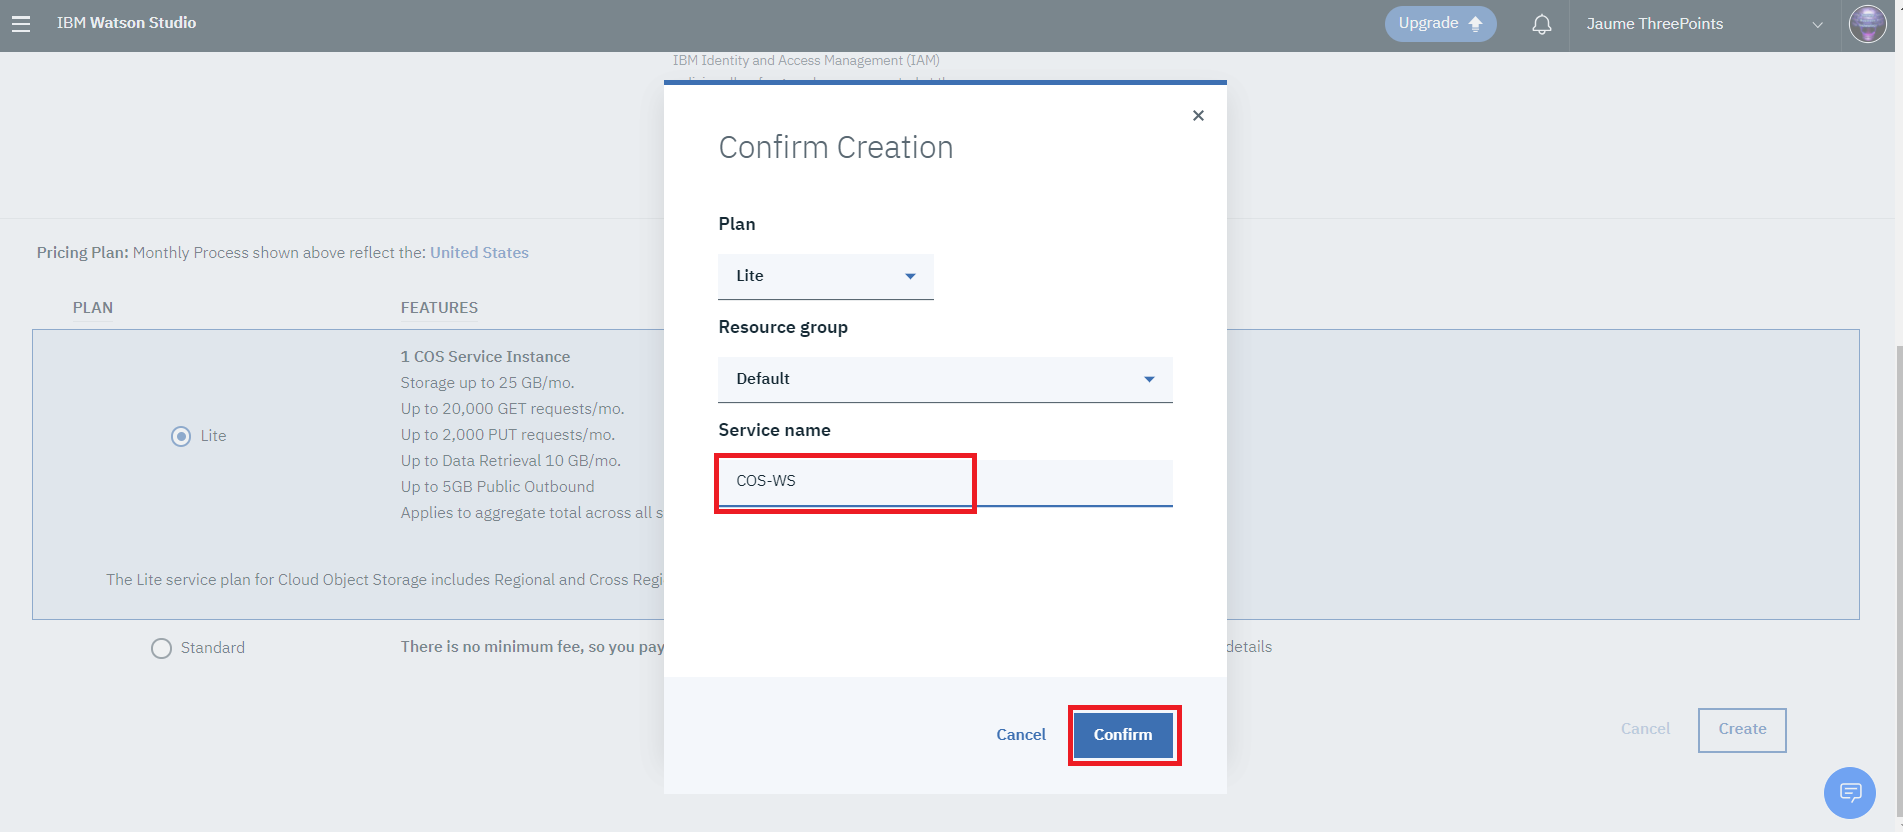 IBM Watson Studio
Upgrade
Jaume ThreePoints
IBM Identity and Access Management (IAM)
Confirm Creation
Plan
Lite
Resource group
Default
Service name
COS-WS
Cancel
Confirm
Pricing Plan: Monthly Process shown above reflect the: United States
PLAN
FEATURES
Lite
1 COS Service Instance
Storage up to 25 GB/mo.
Up to 20,000 GET requests/mo.
Up to 2,000 PUT requests/mo.
Up to Data Retrieval 10 GB/mo.
Up to 5GB Public Outbound
Applies to aggregate total across all s
The Lite service plan for Cloud Object Storage includes Regional and Cross Regi
Standard
There is no minimum fee, so you pay
details
Cancel
Create